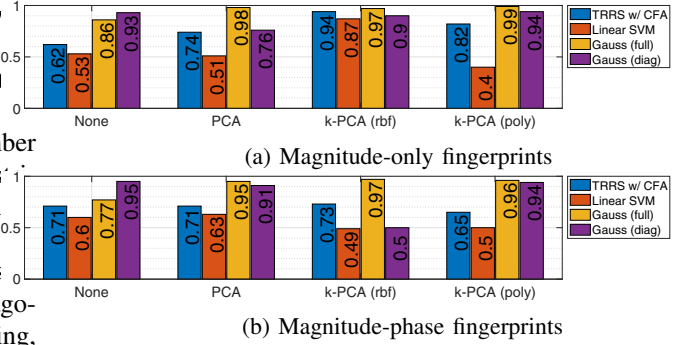 1
0.5
0
0.62 0.53 0.86 0.93 0.74 0.51 0.98 0.76 0.94 0.87 0.97 0.9 0.82 0.4 0.99 0.94
None PCA k-PCA (rbf) k-PCA (poly)
TRRS w/ CFA
Linear SVM
Gauss (full)
Gauss (diag)
(a) Magnitude-only fingerprints
1
0.5
0
0.71 0.6 0.77 0.95 0.71 0.63 0.95 0.91 0.73 0.49 0.97 0.5 0.65 0.5 0.96 0.94
None PCA k-PCA (rbf) k-PCA (poly)
TRRS w/ CFA
Linear SVM
Gauss (full)
Gauss (diag)
(b) Magnitude-phase fingerprints
mber
go-
ing,